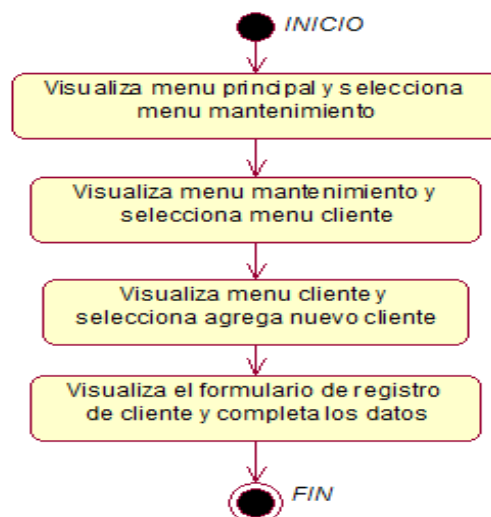 INICIO
Visualiza menu principal y selecciona
menu mantenimiento
Visualiza menu mantenimiento y
selecciona menu cliente
Visualiza menu cliente y
selecciona agrega nuevo cliente
Visualiza el formulario de registro
de cliente y completa los datos
FIN